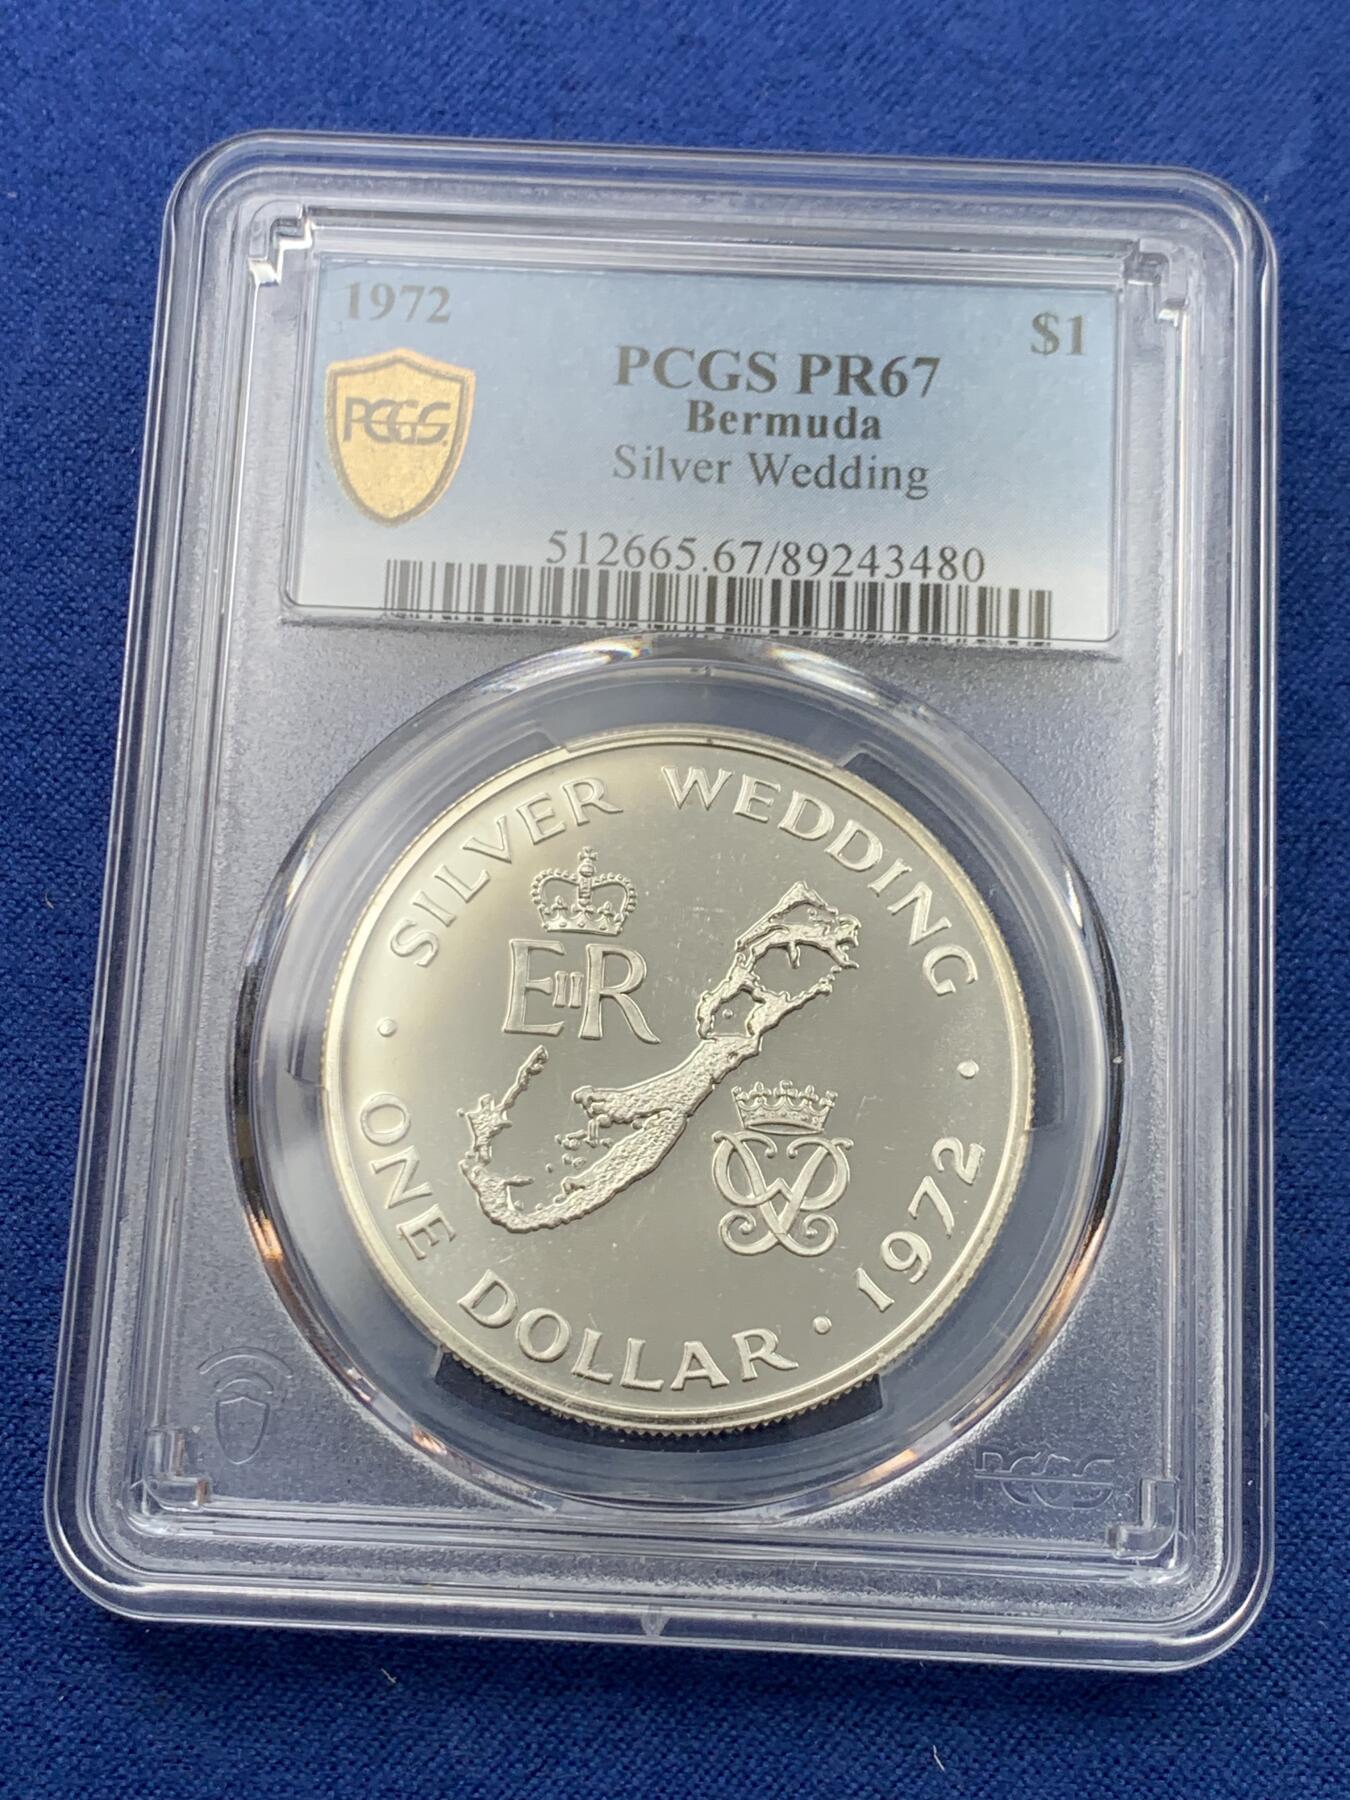 1972
$1
PCGS PR67
PCGS
Bermuda
Silver Wedding
512665.67/89243480
· SILVER WEDDING ·
EIIR
ONE DOLLAR · 1972
PCGS